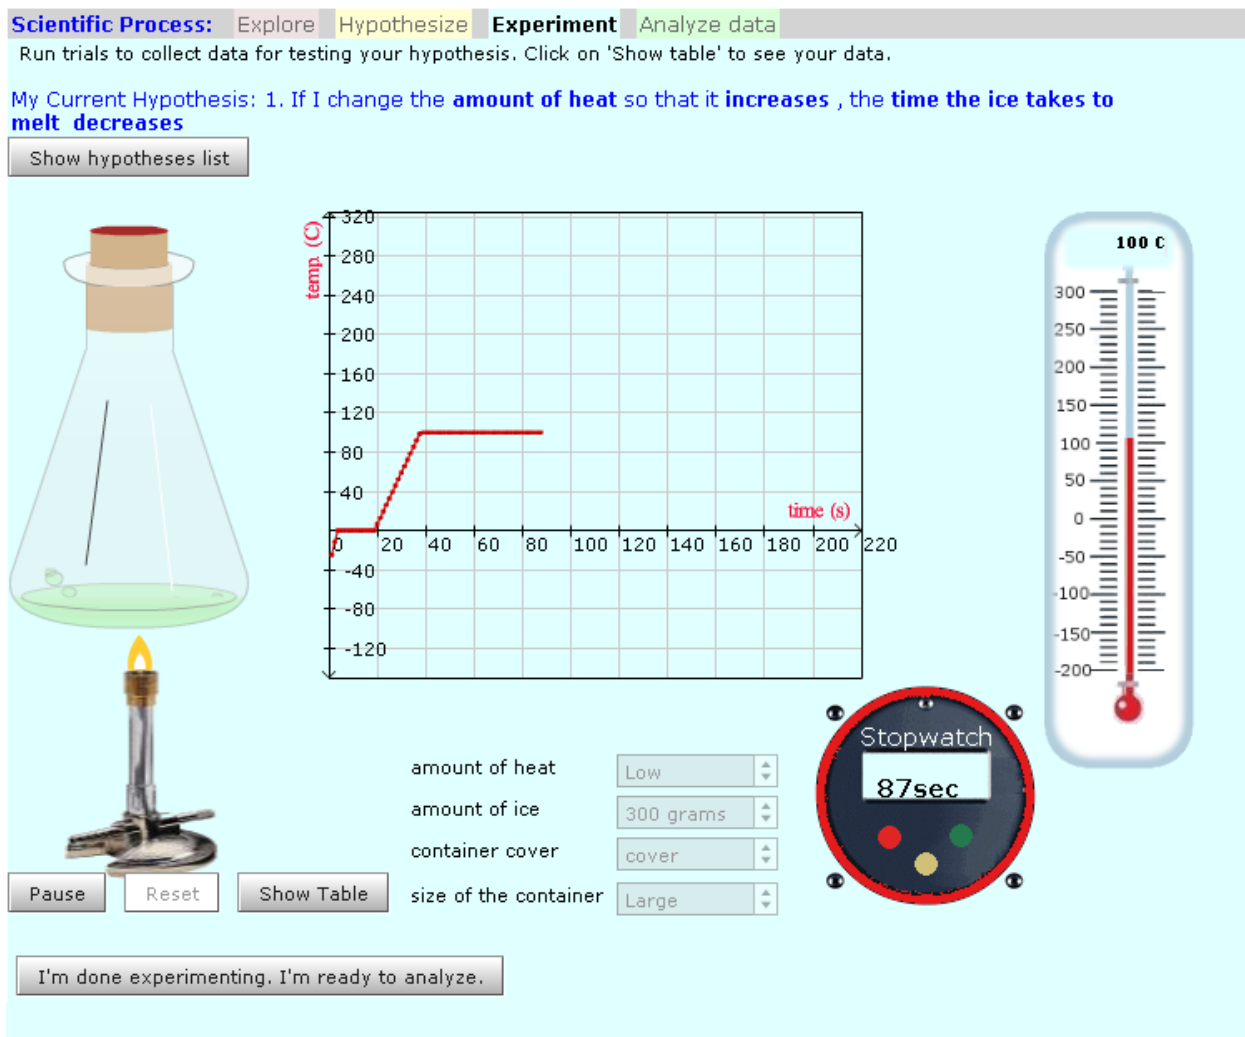 Scientific Process: Explore Hypothesize Experiment Analyze data
Run trials to collect data for testing your hypothesis. Click on 'Show table' to see your data.
My Current Hypothesis: 1. If I change the amount of heat so that it increases , the time the ice takes to
melt decreases
Show hypotheses list
temp (C)
320
280
240
200
160
120
80
40
-40
-80
-120
time (s)
0 20 40 60 80 100 120 140 160 180 200 220
100 C
300
250
200
150
100
50
0
-50
-100
-150
-200
Stopwatch
87sec
amount of heat Low
amount of ice 300 grams
container cover cover
size of the container Large
Pause Reset Show Table
I'm done experimenting. I'm ready to analyze.